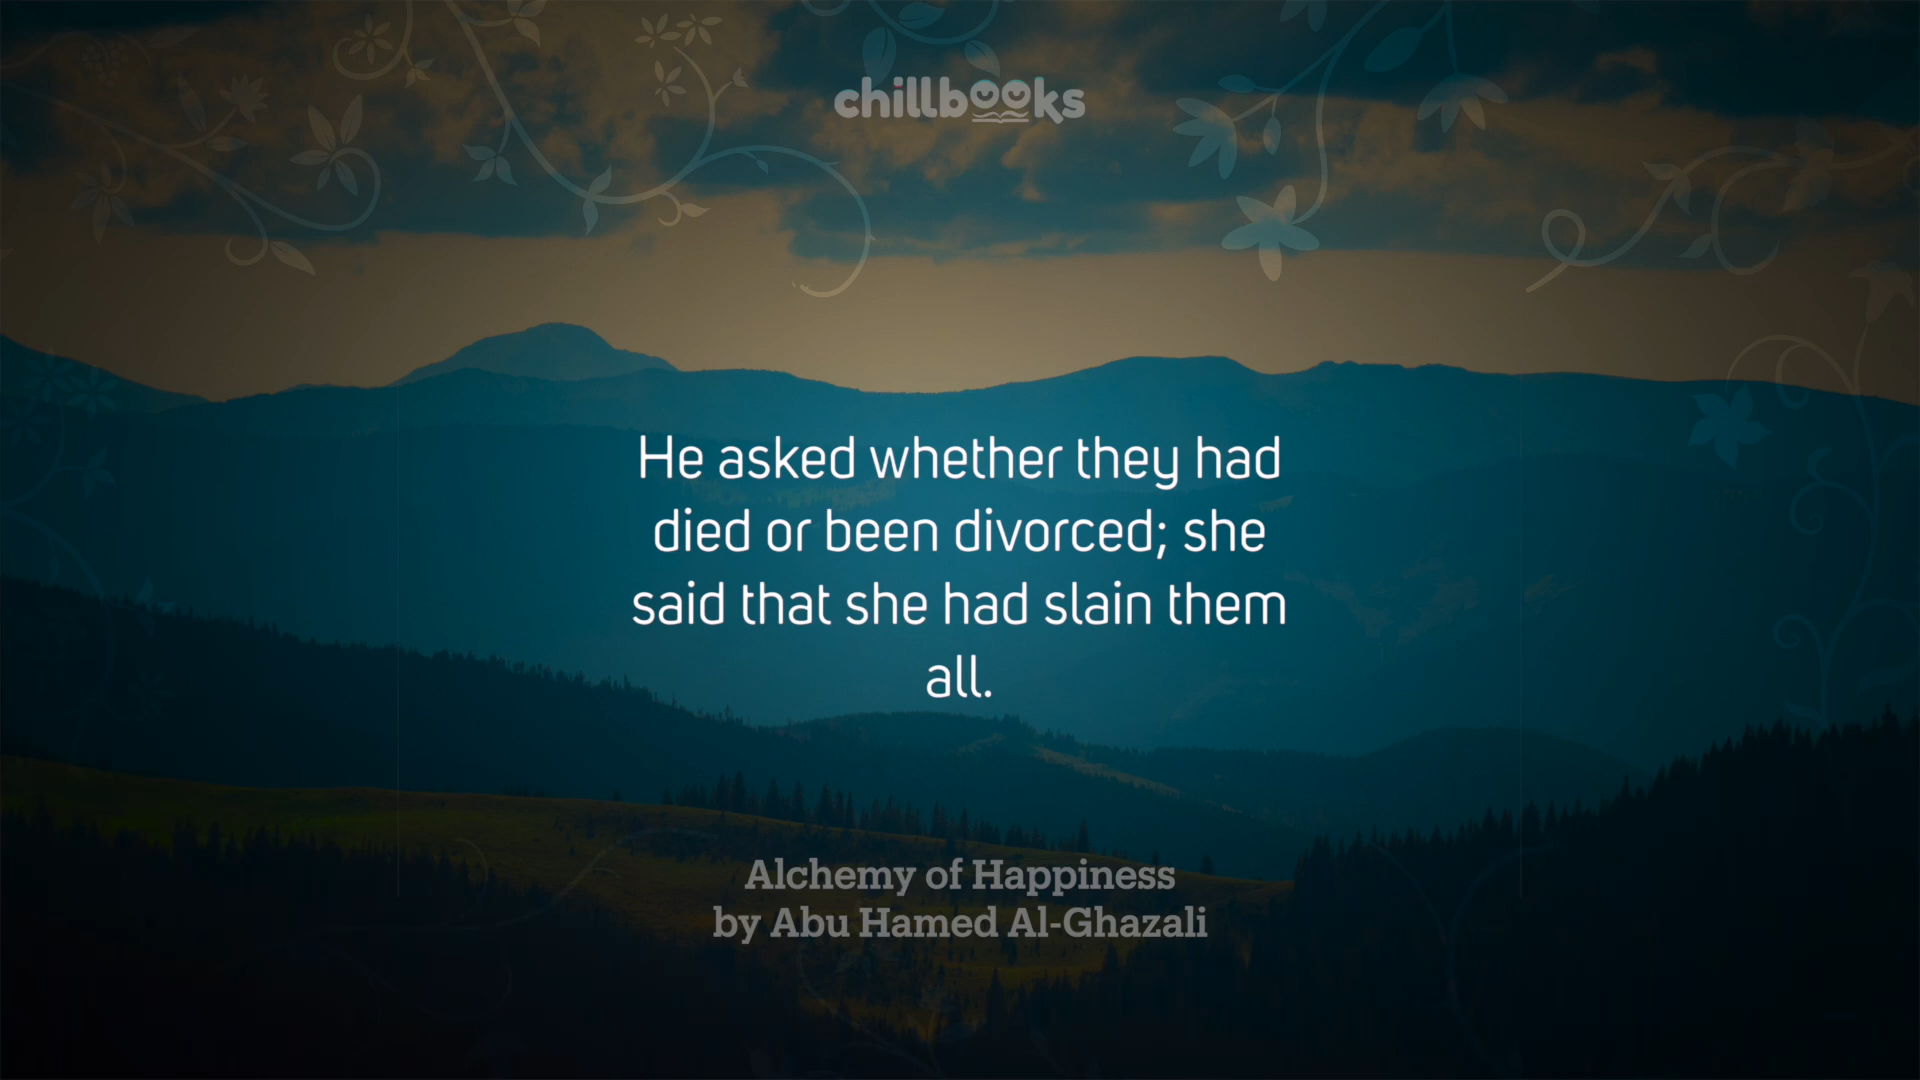 chillbooks
He asked whether they had
died or been divorced; she
said that she had slain them
all.
Alchemy of Happiness
by Abu Hamed Al-Ghazali